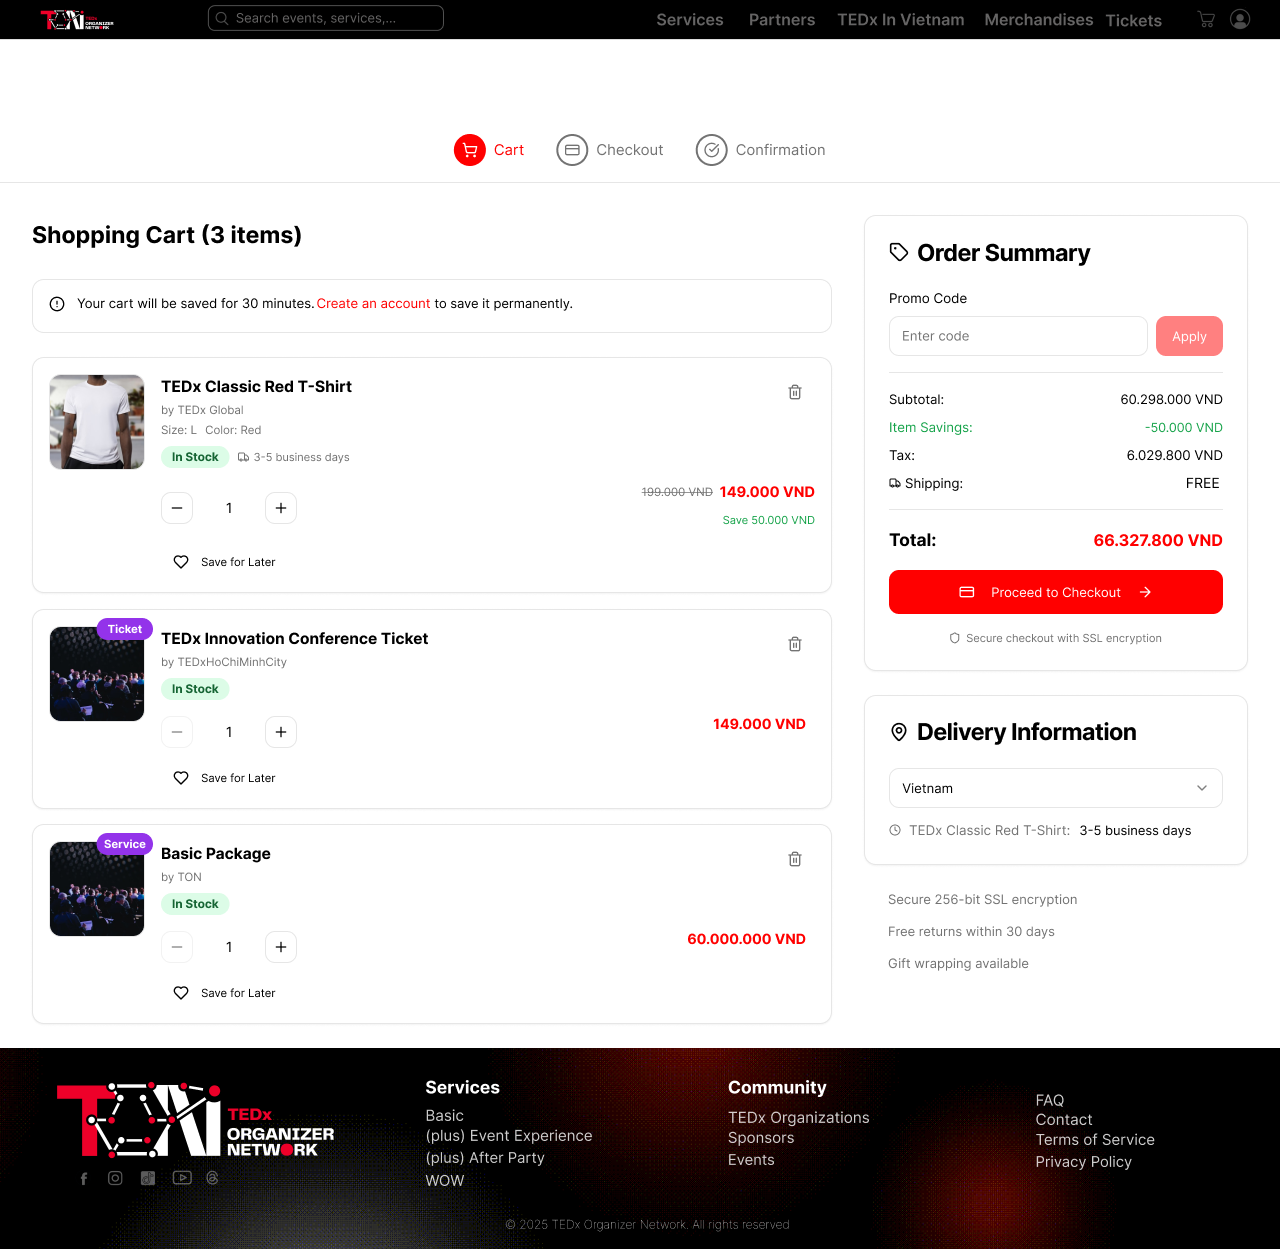 TEDx
ORGANIZER
NETWORK
Search events, services,...
Services
Partners
TEDx In Vietnam
Merchandises
Tickets
Cart
Checkout
Confirmation
Shopping Cart (3 items)
Your cart will be saved for 30 minutes. Create an account to save it permanently.
TEDx Classic Red T-Shirt
by TEDx Global
Size: L Color: Red
In Stock
3-5 business days
1
199.000 VND 149.000 VND
Save 50.000 VND
Save for Later
Ticket
TEDx Innovation Conference Ticket
by TEDxHoChiMinhCity
In Stock
1
149.000 VND
Save for Later
Service
Basic Package
by TON
In Stock
1
60.000.000 VND
Save for Later
Order Summary
Promo Code
Enter code
Apply
Subtotal: 60.298.000 VND
Item Savings: -50.000 VND
Tax: 6.029.800 VND
Shipping: FREE
Total: 66.327.800 VND
Proceed to Checkout
Secure checkout with SSL encryption
Delivery Information
Vietnam
TEDx Classic Red T-Shirt: 3-5 business days
Secure 256-bit SSL encryption
Free returns within 30 days
Gift wrapping available
TON
TEDx
ORGANIZER
NETWORK
Services
Basic
(plus) Event Experience
(plus) After Party
WOW
Community
TEDx Organizations
Sponsors
Events
FAQ
Contact
Terms of Service
Privacy Policy
© 2025 TEDx Organizer Network. All rights reserved